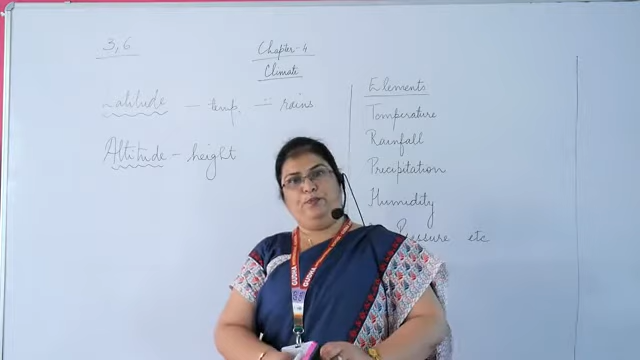 3,6
Chapter-4
Climate
Latitude - temp. rains
Altitude - height
Elements
Temperature
Rainfall
Precipitation
Humidity
Pressure etc